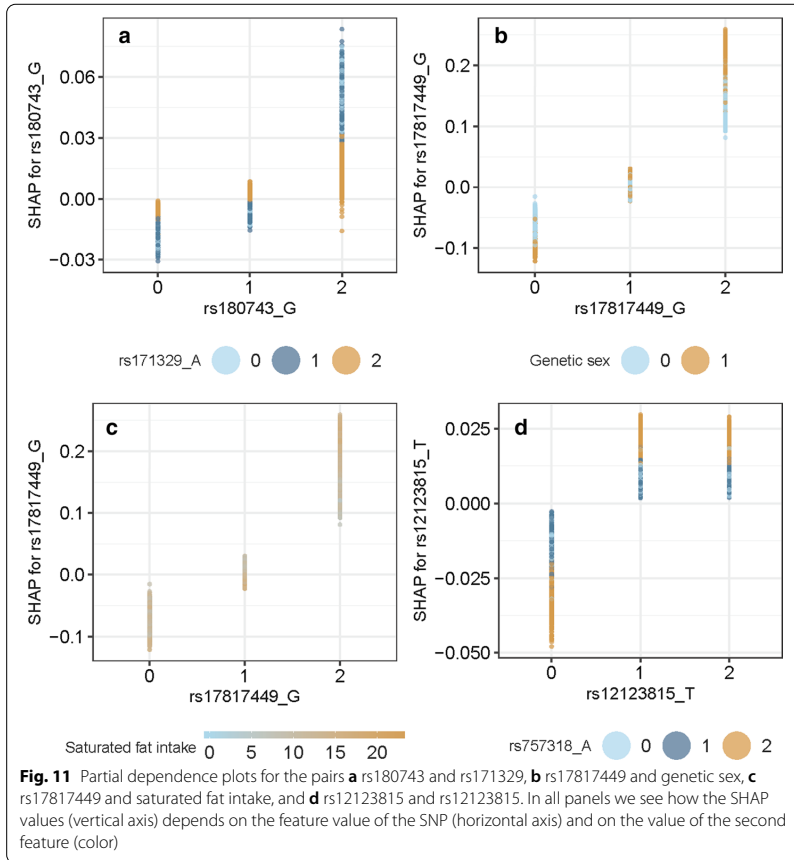 a
SHAP for rs180743_G
0.06
0.03
0.00
−0.03
0 1 2
rs180743_G
rs171329_A 0 1 2
b
SHAP for rs17817449_G
0.2
0.1
0.0
−0.1
0 1 2
rs17817449_G
Genetic sex 0 1
c
SHAP for rs17817449_G
0.2
0.1
0.0
−0.1
0 1 2
rs17817449_G
Saturated fat intake 0 5 10 15 20
d
SHAP for rs12123815_T
0.025
0.000
−0.025
−0.050
0 1 2
rs12123815_T
rs757318_A 0 1 2
Fig. 11 Partial dependence plots for the pairs a rs180743 and rs171329, b rs17817449 and genetic sex, c
rs17817449 and saturated fat intake, and d rs12123815 and rs12123815. In all panels we see how the SHAP
values (vertical axis) depends on the feature value of the SNP (horizontal axis) and on the value of the second
feature (color)